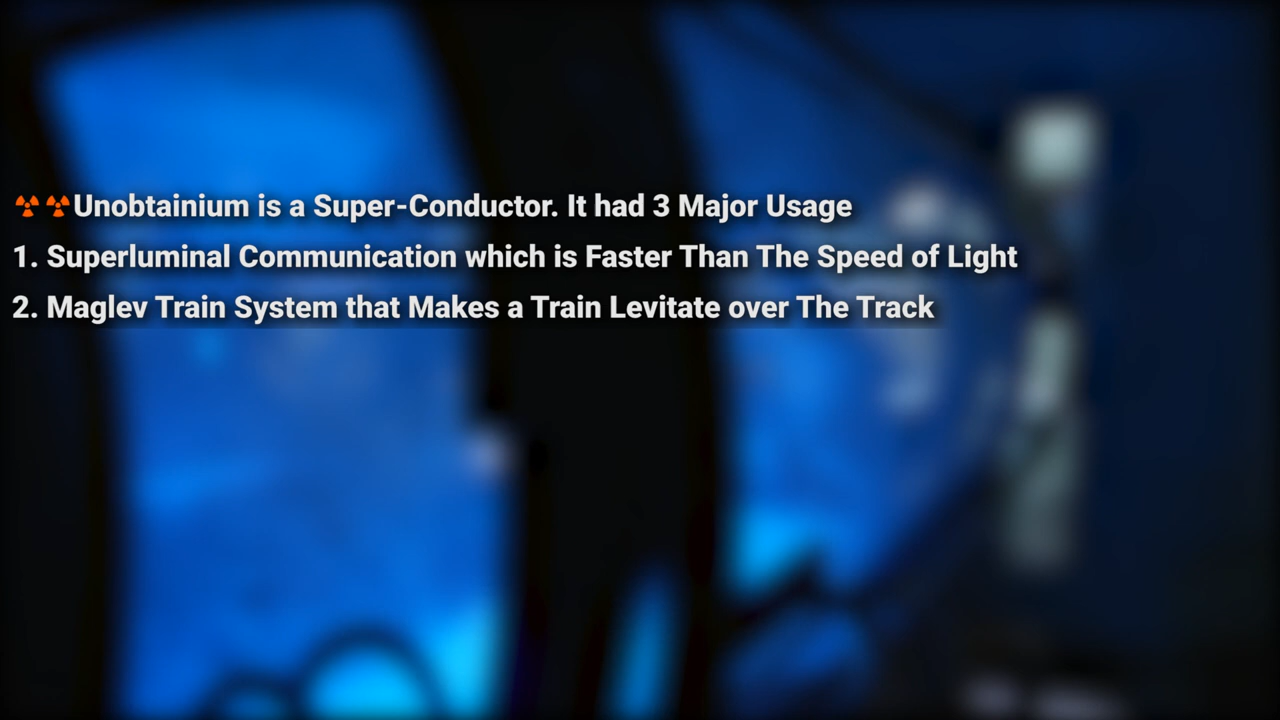 ☢☢Unobtainium is a Super-Conductor. It had 3 Major Usage
1. Superluminal Communication which is Faster Than The Speed of Light
2. Maglev Train System that Makes a Train Levitate over The Track